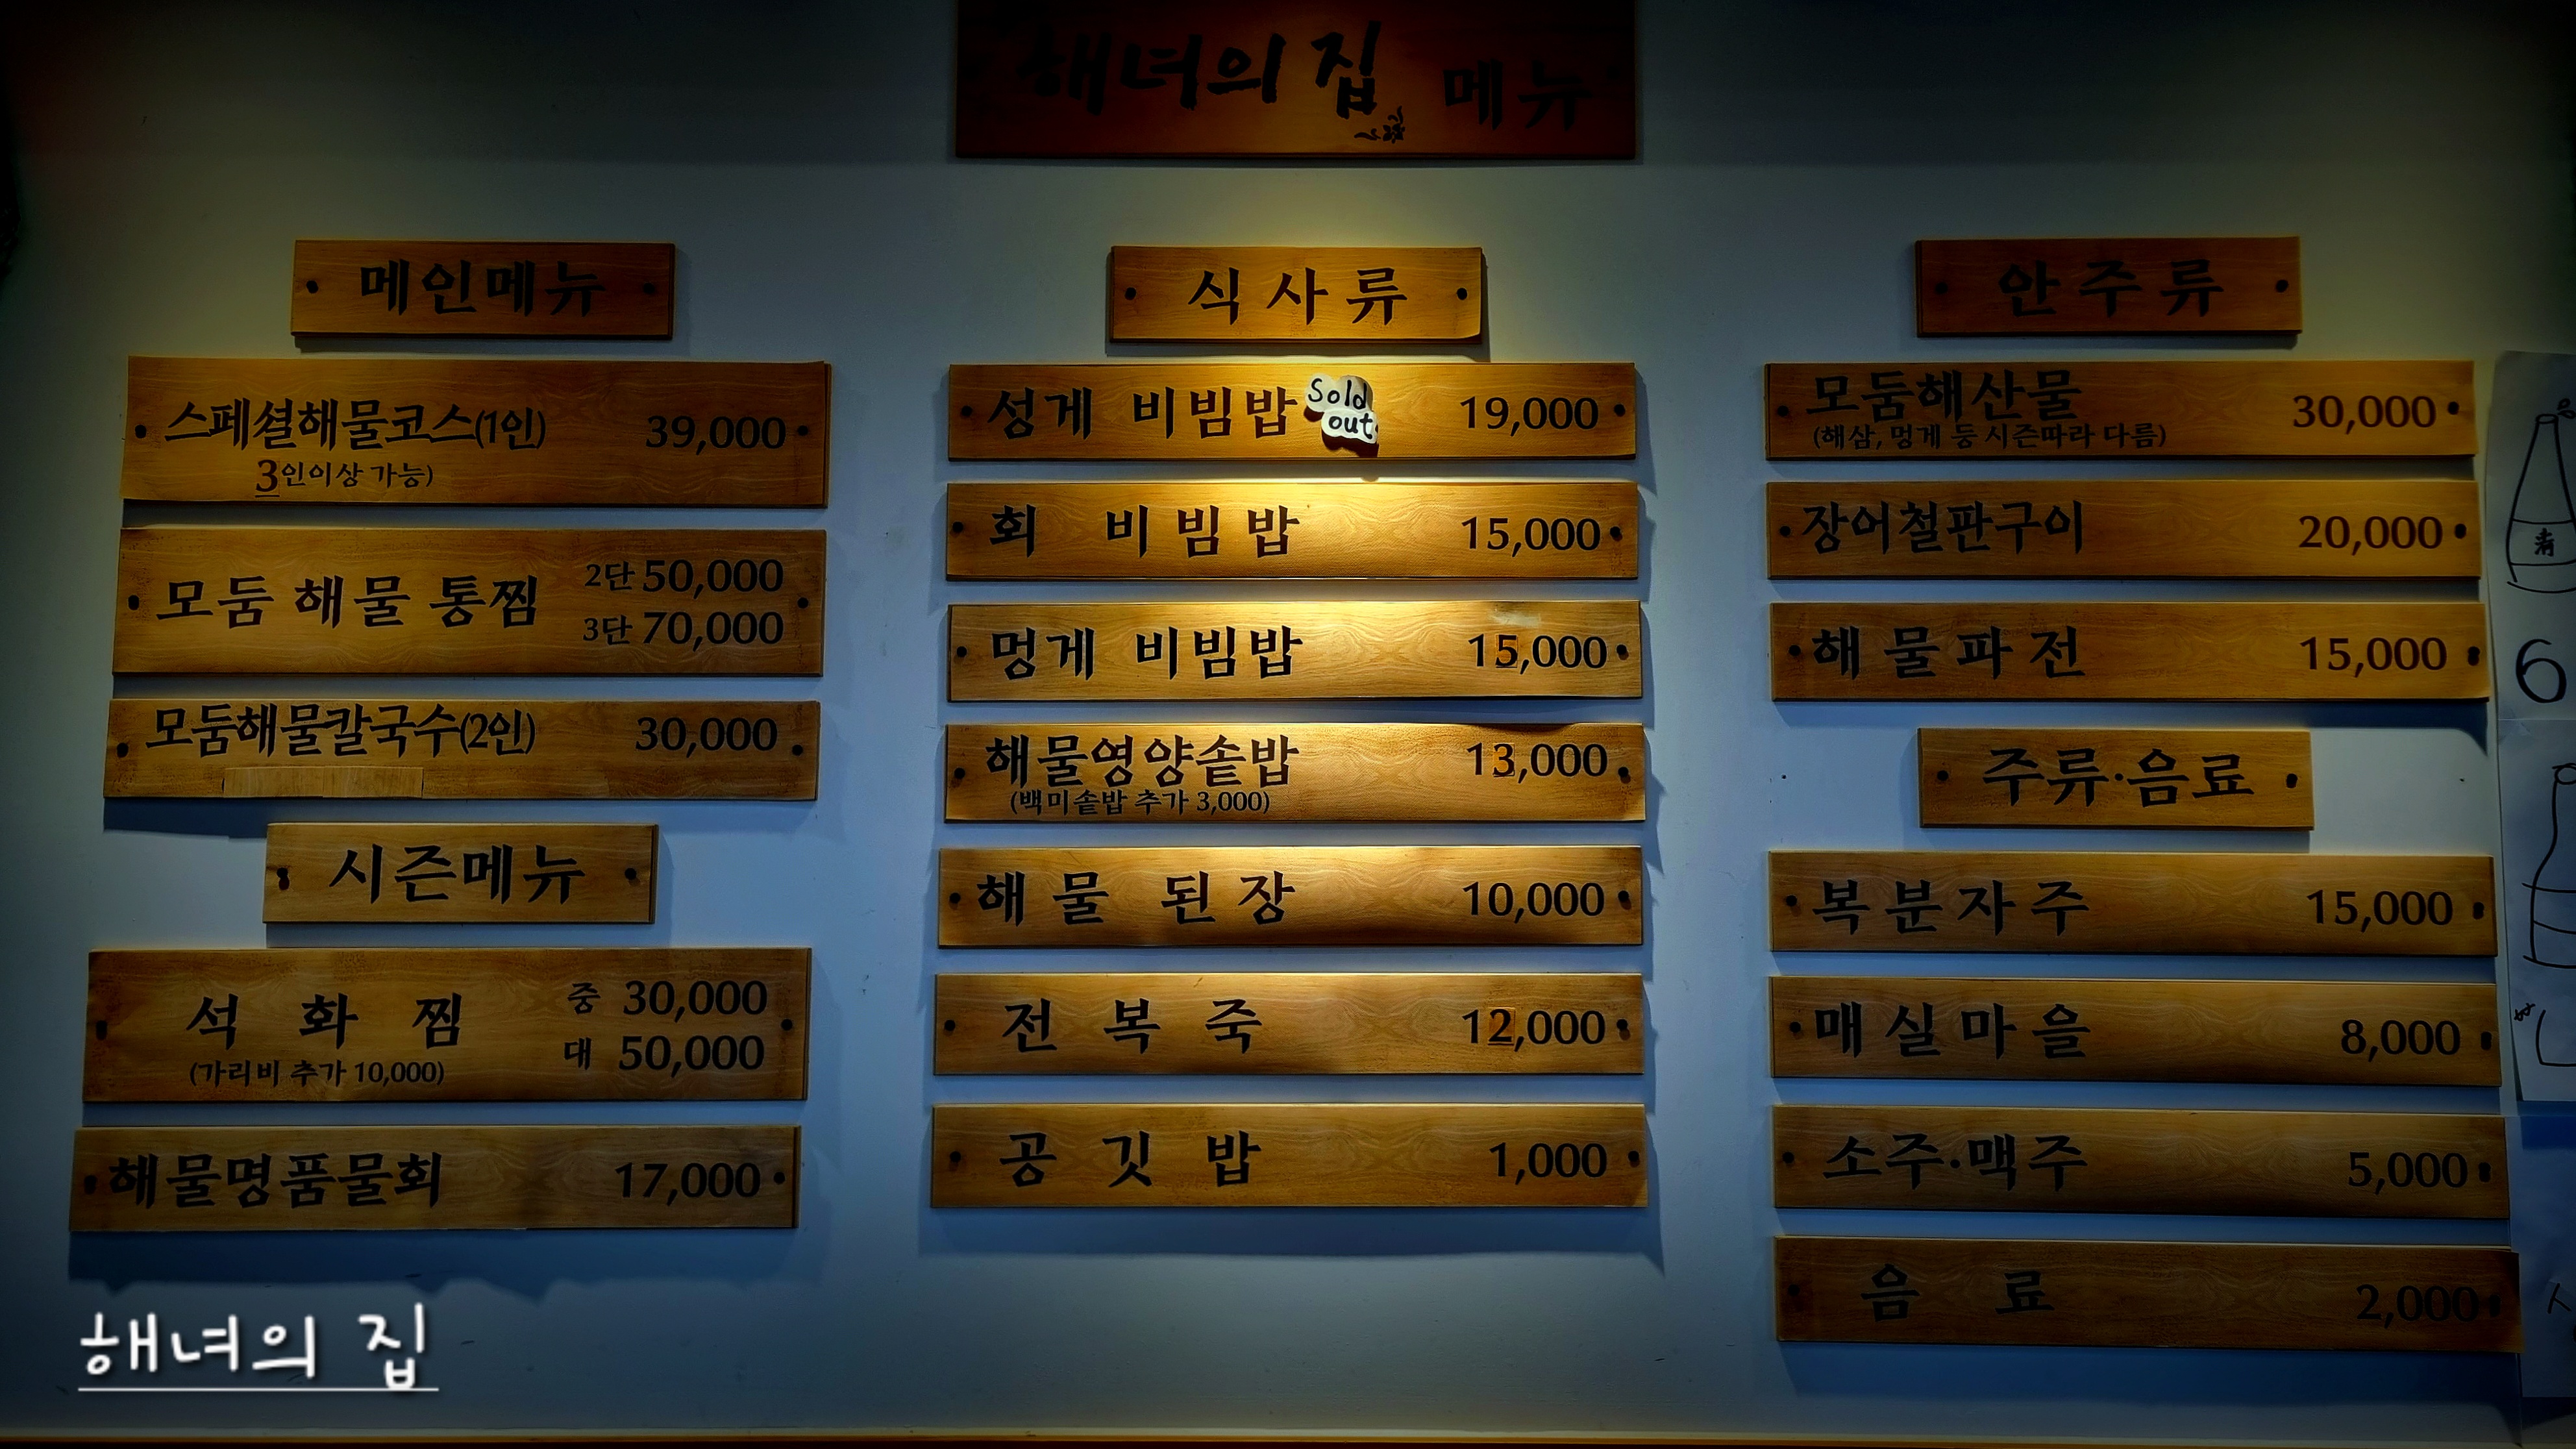 해녀의 집 메뉴
메인메뉴
스페셜해물코스(1인) 39,000
3인이상 가능)
모둠 해물 통찜 2단 50,000
3단 70,000
모둠해물칼국수(2인) 30,000
시즌메뉴
석화찜 중 30,000
(가리비 추가 10,000) 대 50,000
해물명품물회 17,000
식사류
성게 비빔밥 Sold out 19,000
회 비빔밥 15,000
멍게 비빔밥 15,000
해물영양솥밥 13,000
(백미솥밥 추가 3,000)
해물 된장 10,000
전복죽 12,000
공깃밥 1,000
안주류
모둠해산물 30,000
(해삼, 멍게 등 시즌따라 다름)
장어철판구이 20,000
해물파전 15,000
주류·음료
복분자주 15,000
매실마을 8,000
소주·맥주 5,000
음료 2,000
6
해녀의 집